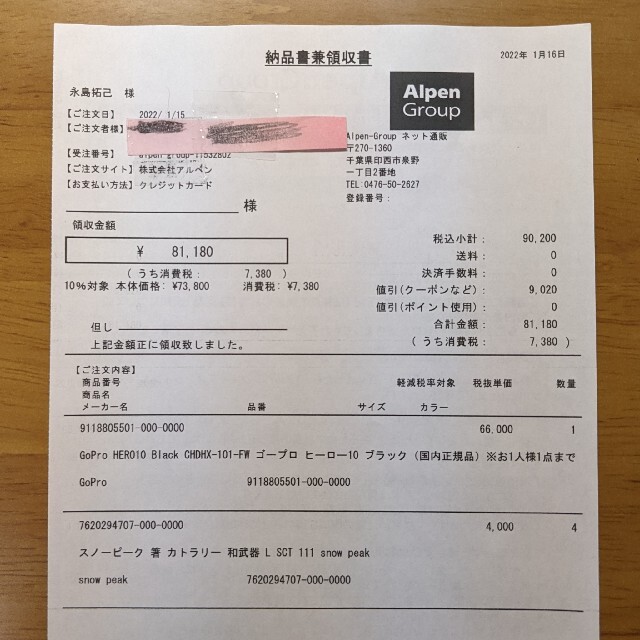 納品書兼領収書
2022年 1月16日
永島拓己 様
Alpen Group
【ご注文日】 2022/ 1/15
【ご注文者様】
【受注番号】
【ご注文サイト】株式会社アルペン
【お支払い方法】クレジットカード
Alpen-Group ネット通販
〒270-1360
千葉県印西市泉野
一丁目2番地
TEL:0476-50-2627
登録番号:
様
領収金額
¥ 81,180
( うち消費税: 7,380 )
10%対象 本体価格: ¥73,800 消費税: ¥7,380
但し
上記金額正に領収致しました。
税込小計: 90,200
送料: 0
決済手数料: 0
値引(クーポンなど): 9,020
値引(ポイント使用): 0
合計金額: 81,180
( うち消費税: 7,380 )
【ご注文内容】
商品番号 軽減税率対象 税抜単価 数量
商品名
メーカー名 品番 サイズ カラー
9118805501-000-0000 66,000 1
GoPro HERO10 Black CHDHX-101-FW ゴープロ ヒーロー10 ブラック (国内正規品) ※お1人様1点まで
GoPro 9118805501-000-0000
7620294707-000-0000 4,000 4
スノーピーク 著 カトラリー 和武器 L SCT 111 snow peak
snow peak 7620294707-000-0000